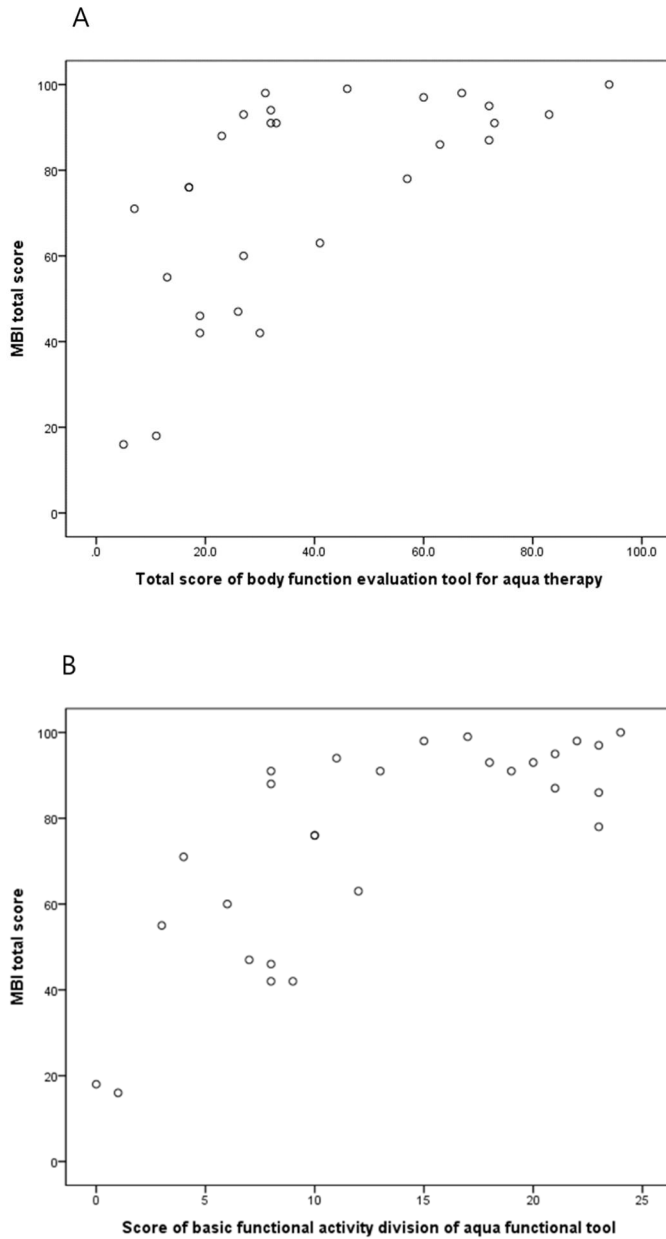 A
100
80
60
40
20
0
MBI total score
.0 20.0 40.0 60.0 80.0 100.0
Total score of body function evaluation tool for aqua therapy
B
100
80
60
40
20
0
MBI total score
0 5 10 15 20 25
Score of basic functional activity division of aqua functional tool